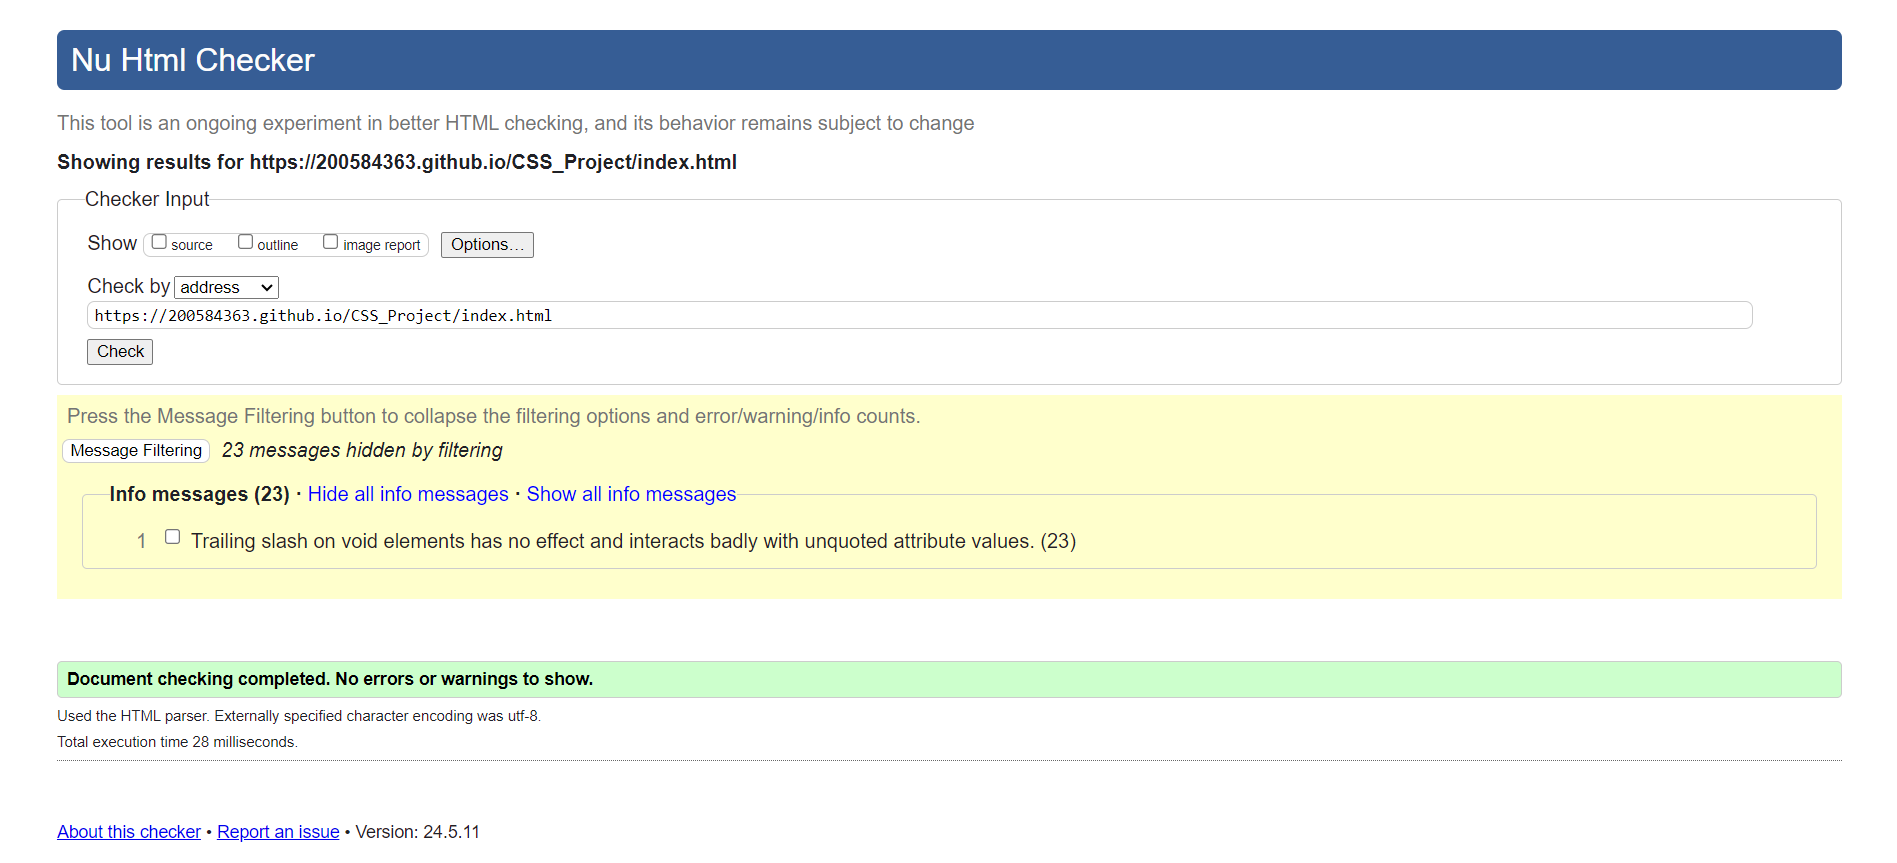 Nu Html Checker
This tool is an ongoing experiment in better HTML checking, and its behavior remains subject to change
Showing results for https://200584363.github.io/CSS_Project/index.html
Checker Input
Show source outline image report Options…
Check by address
https://200584363.github.io/CSS_Project/index.html
Check
Press the Message Filtering button to collapse the filtering options and error/warning/info counts.
Message Filtering 23 messages hidden by filtering
Info messages (23) · Hide all info messages · Show all info messages
1 Trailing slash on void elements has no effect and interacts badly with unquoted attribute values. (23)
Document checking completed. No errors or warnings to show.
Used the HTML parser. Externally specified character encoding was utf-8.
Total execution time 28 milliseconds.
About this checker • Report an issue • Version: 24.5.11